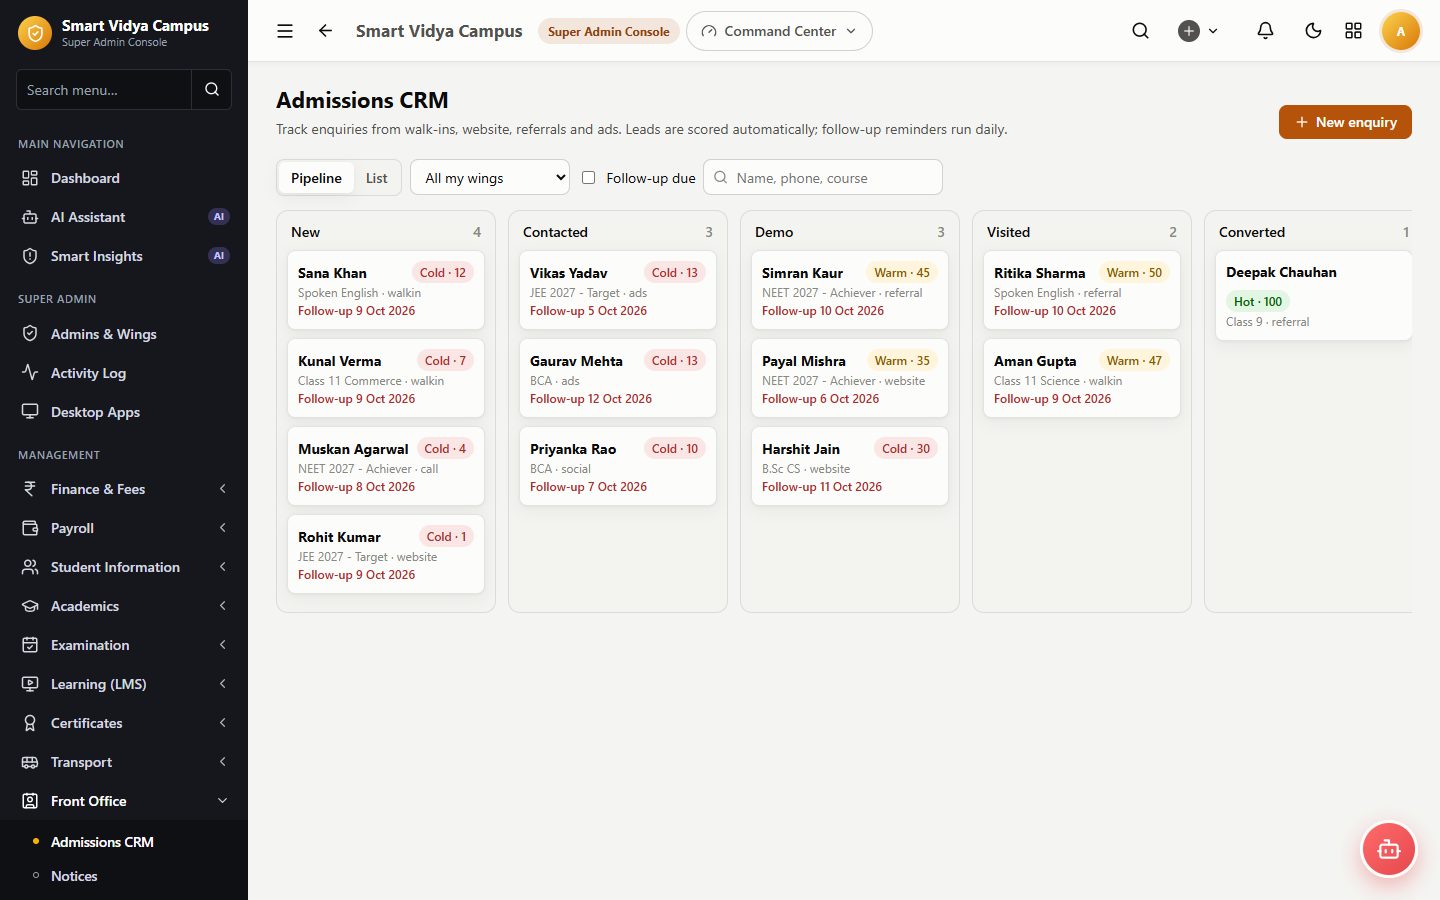 Smart Vidya Campus
Super Admin Console
Search menu...
MAIN NAVIGATION
Dashboard
AI Assistant AI
Smart Insights AI
SUPER ADMIN
Admins & Wings
Activity Log
Desktop Apps
MANAGEMENT
Finance & Fees
Payroll
Student Information
Academics
Examination
Learning (LMS)
Certificates
Transport
Front Office
Admissions CRM
Notices
Smart Vidya Campus Super Admin Console Command Center A
Admissions CRM
Track enquiries from walk-ins, website, referrals and ads. Leads are scored automatically; follow-up reminders run daily.
New enquiry
Pipeline List All my wings Follow-up due Name, phone, course
New 4
Sana Khan Cold · 12
Spoken English · walkin
Follow-up 9 Oct 2026
Kunal Verma Cold · 7
Class 11 Commerce · walkin
Follow-up 9 Oct 2026
Muskan Agarwal Cold · 4
NEET 2027 - Achiever · call
Follow-up 8 Oct 2026
Rohit Kumar Cold · 1
JEE 2027 - Target · website
Follow-up 9 Oct 2026
Contacted 3
Vikas Yadav Cold · 13
JEE 2027 - Target · ads
Follow-up 5 Oct 2026
Gaurav Mehta Cold · 13
BCA · ads
Follow-up 12 Oct 2026
Priyanka Rao Cold · 10
BCA · social
Follow-up 7 Oct 2026
Demo 3
Simran Kaur Warm · 45
NEET 2027 - Achiever · referral
Follow-up 10 Oct 2026
Payal Mishra Warm · 35
NEET 2027 - Achiever · website
Follow-up 6 Oct 2026
Harshit Jain Cold · 30
B.Sc CS · website
Follow-up 11 Oct 2026
Visited 2
Ritika Sharma Warm · 50
Spoken English · referral
Follow-up 10 Oct 2026
Aman Gupta Warm · 47
Class 11 Science · walkin
Follow-up 9 Oct 2026
Converted 1
Deepak Chauhan
Hot · 100
Class 9 · referral